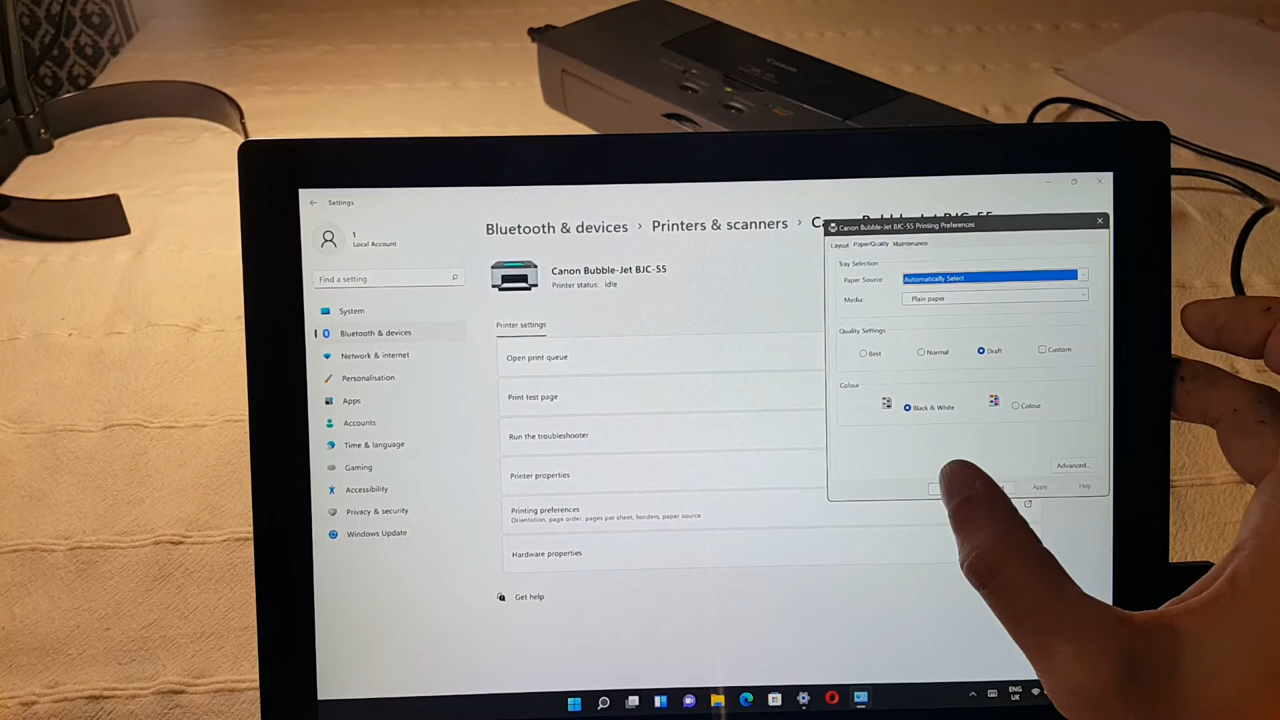 Canon
Settings
1
Local Account
Find a setting
System
Bluetooth & devices
Network & internet
Personalisation
Apps
Accounts
Time & language
Gaming
Accessibility
Privacy & security
Windows Update
Bluetooth & devices › Printers & scanners ›
Canon Bubble-Jet BJC-55
Printer status: Idle
Printer settings
Open print queue
Print test page
Run the troubleshooter
Printer properties
Printing preferences
Orientation, page order, pages per sheet, borders, paper source
Hardware properties
Get help
Canon Bubble-Jet BJC-55 Printing Preferences
Layout Paper/Quality Maintenance
Tray Selection
Paper Source: Automatically Select
Media: Plain paper
Quality Settings
Best Normal Draft Custom
Colour
Black & White Colour
Advanced...
Apply Help
ENG
UK